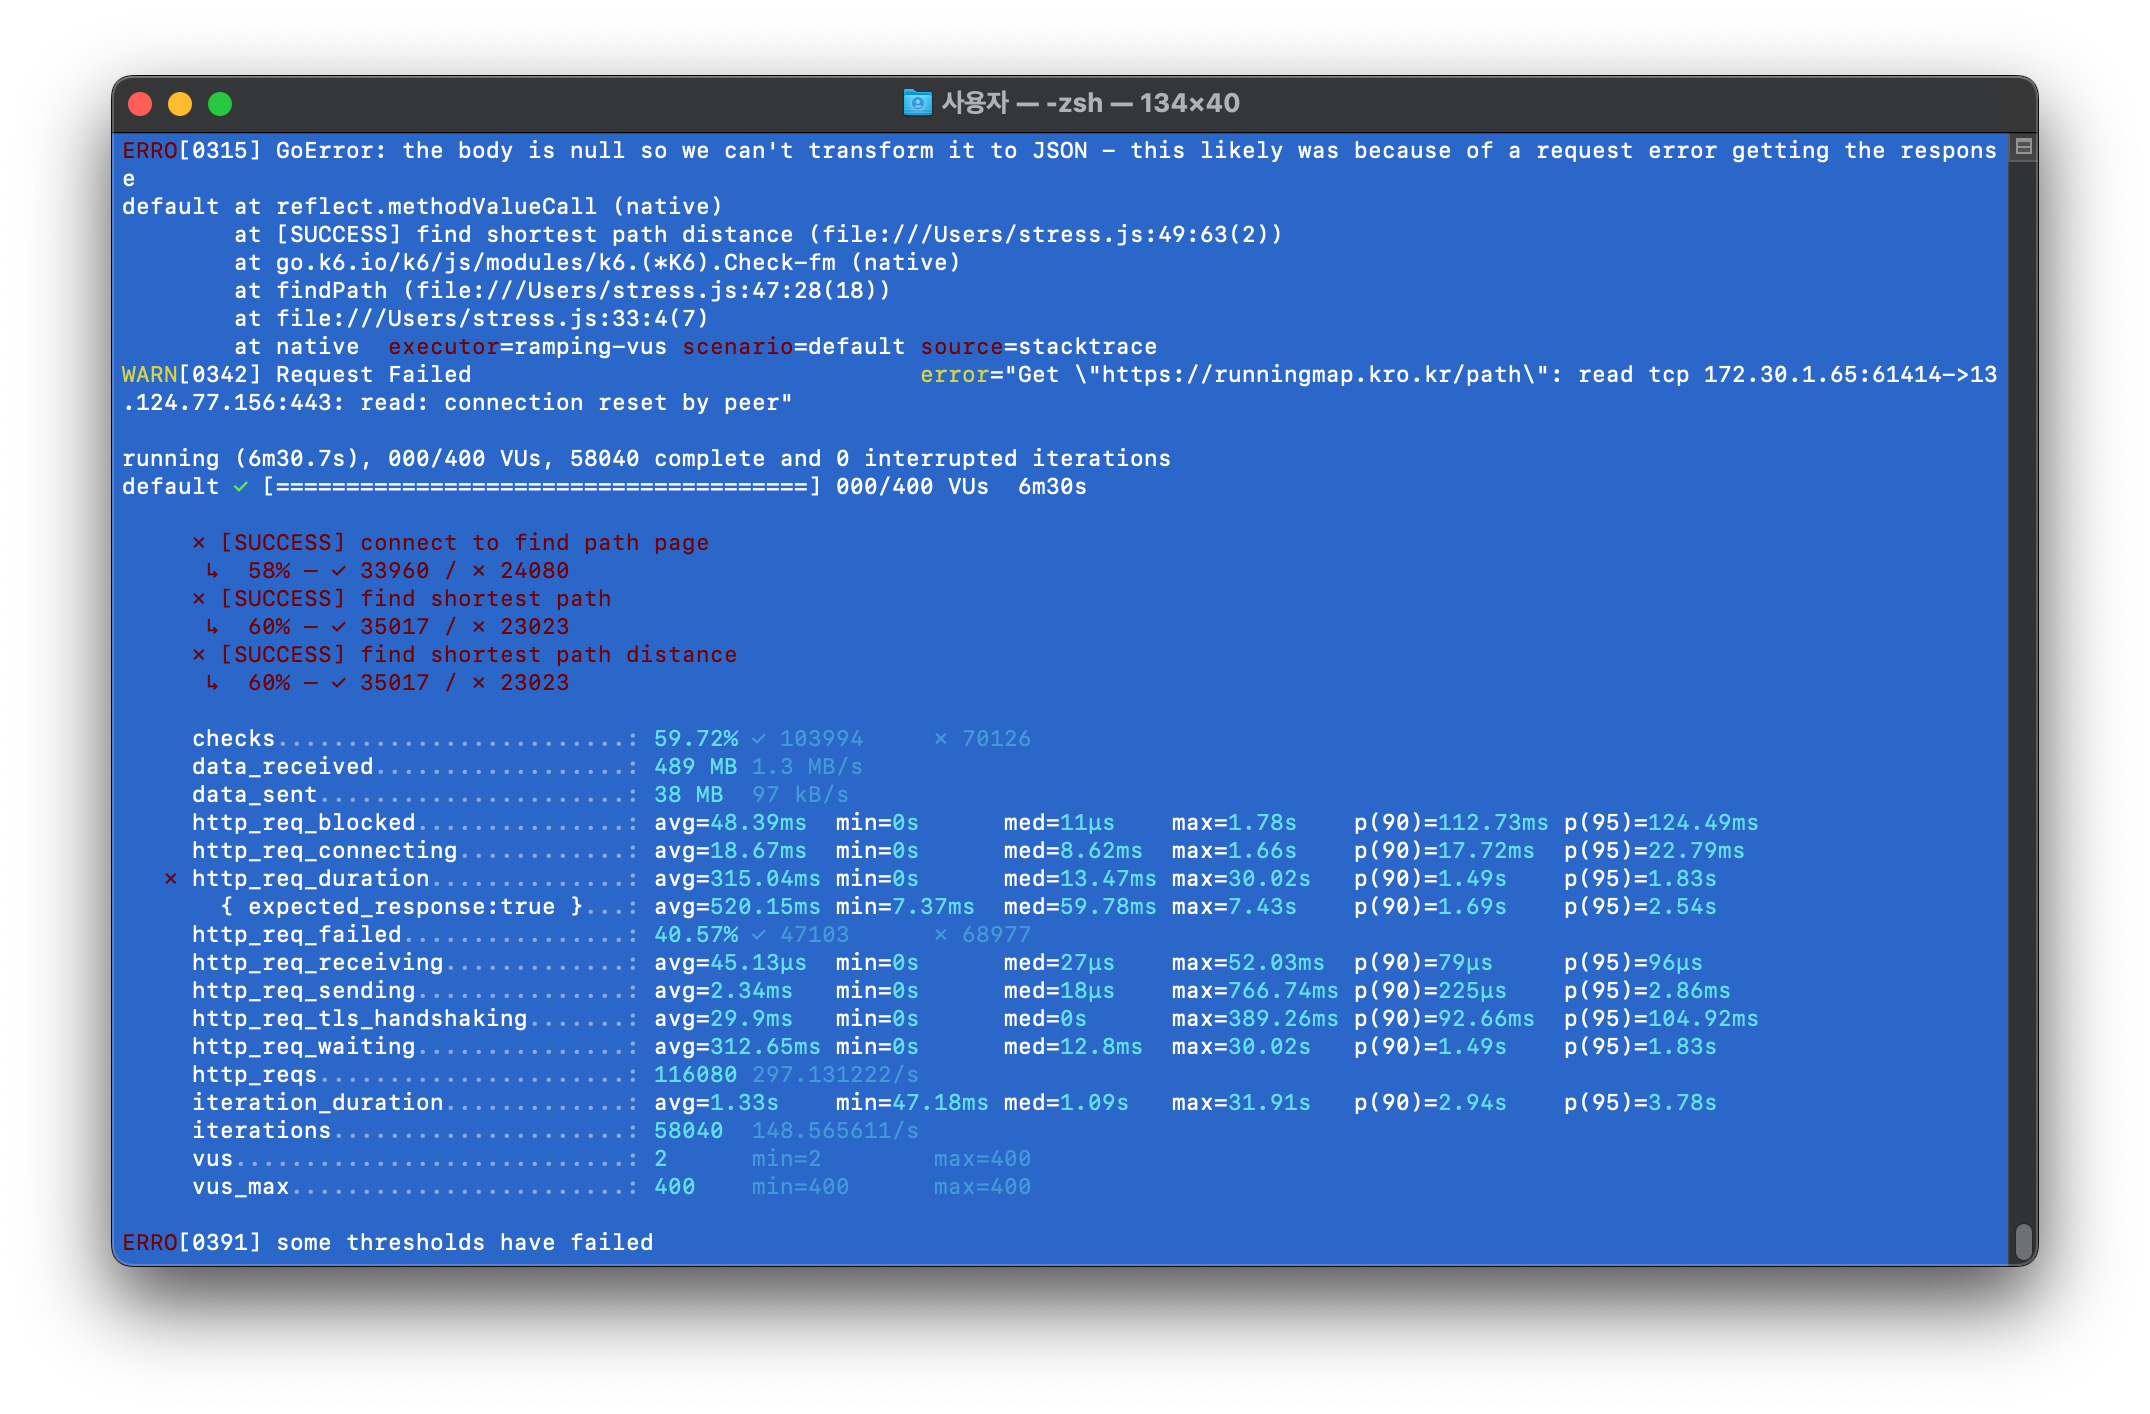 사용자 — -zsh — 134×40
ERRO[0315] GoError: the body is null so we can't transform it to JSON - this likely was because of a request error getting the respons
e
default at reflect.methodValueCall (native)
        at [SUCCESS] find shortest path distance (file:///Users/stress.js:49:63(2))
        at go.k6.io/k6/js/modules/k6.(*K6).Check-fm (native)
        at findPath (file:///Users/stress.js:47:28(18))
        at file:///Users/stress.js:33:4(7)
        at native  executor=ramping-vus scenario=default source=stacktrace
WARN[0342] Request Failed                                error="Get \"https://runningmap.kro.kr/path\": read tcp 172.30.1.65:61414->13
.124.77.156:443: read: connection reset by peer"
running (6m30.7s), 000/400 VUs, 58040 complete and 0 interrupted iterations
default ✓ [======================================] 000/400 VUs  6m30s
     ✗ [SUCCESS] connect to find path page
      ↳  58% — ✓ 33960 / ✗ 24080
     ✗ [SUCCESS] find shortest path
      ↳  60% — ✓ 35017 / ✗ 23023
     ✗ [SUCCESS] find shortest path distance
      ↳  60% — ✓ 35017 / ✗ 23023
     checks.........................: 59.72% ✓ 103994     ✗ 70126
     data_received..................: 489 MB 1.3 MB/s
     data_sent......................: 38 MB  97 kB/s
     http_req_blocked...............: avg=48.39ms  min=0s      med=11µs    max=1.78s    p(90)=112.73ms p(95)=124.49ms
     http_req_connecting............: avg=18.67ms  min=0s      med=8.62ms  max=1.66s    p(90)=17.72ms  p(95)=22.79ms
   ✗ http_req_duration..............: avg=315.04ms min=0s      med=13.47ms max=30.02s   p(90)=1.49s    p(95)=1.83s
       { expected_response:true }...: avg=520.15ms min=7.37ms  med=59.78ms max=7.43s    p(90)=1.69s    p(95)=2.54s
     http_req_failed................: 40.57% ✓ 47103      ✗ 68977
     http_req_receiving.............: avg=45.13µs  min=0s      med=27µs    max=52.03ms  p(90)=79µs     p(95)=96µs
     http_req_sending...............: avg=2.34ms   min=0s      med=18µs    max=766.74ms p(90)=225µs    p(95)=2.86ms
     http_req_tls_handshaking.......: avg=29.9ms   min=0s      med=0s      max=389.26ms p(90)=92.66ms  p(95)=104.92ms
     http_req_waiting...............: avg=312.65ms min=0s      med=12.8ms  max=30.02s   p(90)=1.49s    p(95)=1.83s
     http_reqs......................: 116080 297.131222/s
     iteration_duration.............: avg=1.33s    min=47.18ms med=1.09s   max=31.91s   p(90)=2.94s    p(95)=3.78s
     iterations.....................: 58040  148.565611/s
     vus............................: 2      min=2        max=400
     vus_max........................: 400    min=400      max=400
ERRO[0391] some thresholds have failed